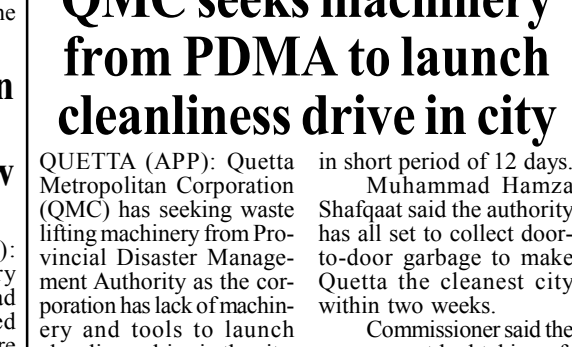 QMC seeks machinery
from PDMA to launch
cleanliness drive in city
QUETTA (APP): Quetta
Metropolitan Corporation
(QMC) has seeking waste
lifting machinery from Pro-
vincial Disaster Manage-
ment Authority as the cor-
poration has lack of machin-
ery and tools to launch
in short period of 12 days.
Muhammad Hamza
Shafqaat said the authority
has all set to collect door-
to-door garbage to make
Quetta the cleanest city
within two weeks.
Commissioner said the